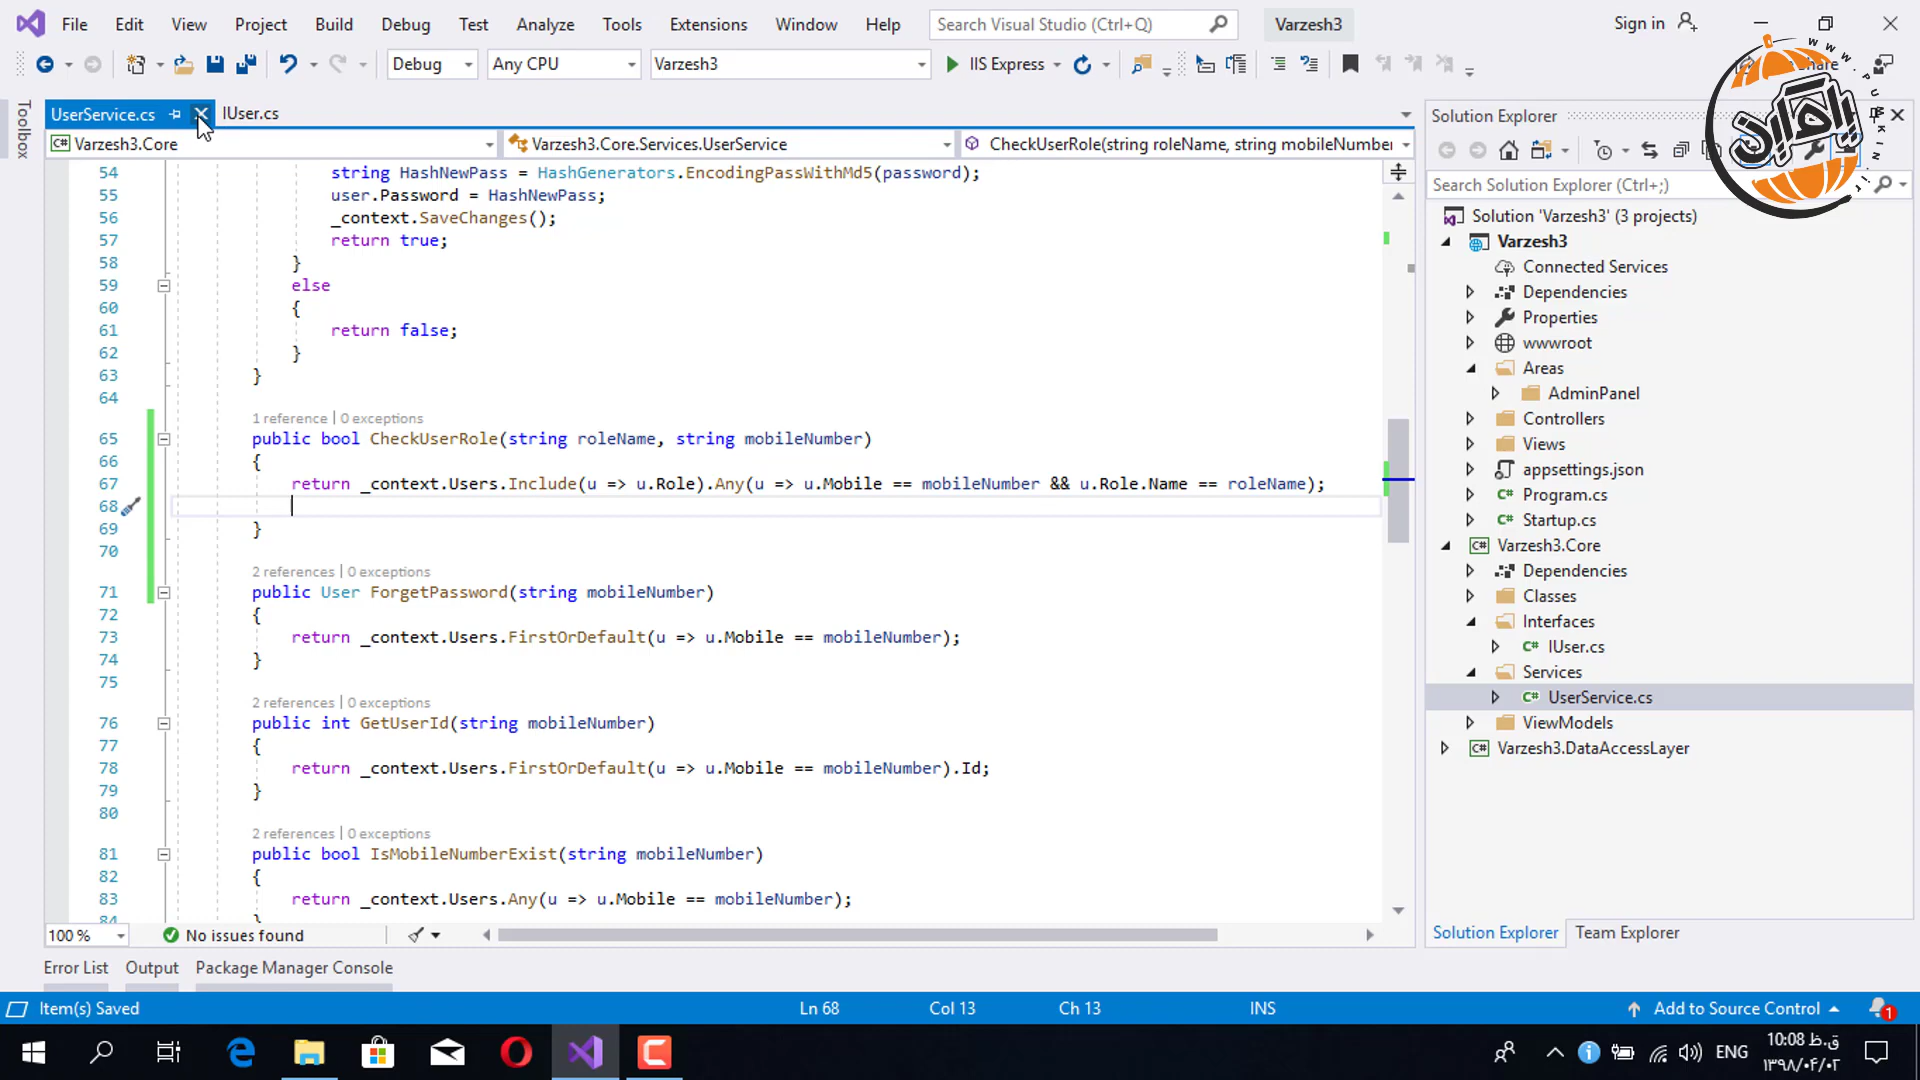 File Edit View Project Build Debug Test Analyze Tools Extensions Window Help Search Visual Studio (Ctrl+Q) Varzesh3 Sign in
Debug Any CPU Varzesh3 IIS Express
Toolbox
UserService.cs IUser.cs
Varzesh3.Core Varzesh3.Core.Services.UserService CheckUserRole(string roleName, string mobileNumber
54 string HashNewPass = HashGenerators.EncodingPassWithMd5(password);
55 user.Password = HashNewPass;
56 _context.SaveChanges();
57 return true;
58 }
59 else
60 {
61 return false;
62 }
63 }
64
1 reference | 0 exceptions
65 public bool CheckUserRole(string roleName, string mobileNumber)
66 {
67 return _context.Users.Include(u => u.Role).Any(u => u.Mobile == mobileNumber && u.Role.Name == roleName);
68
69 }
70
2 references | 0 exceptions
71 public User ForgetPassword(string mobileNumber)
72 {
73 return _context.Users.FirstOrDefault(u => u.Mobile == mobileNumber);
74 }
75
2 references | 0 exceptions
76 public int GetUserId(string mobileNumber)
77 {
78 return _context.Users.FirstOrDefault(u => u.Mobile == mobileNumber).Id;
79 }
80
2 references | 0 exceptions
81 public bool IsMobileNumberExist(string mobileNumber)
82 {
83 return _context.Users.Any(u => u.Mobile == mobileNumber);
84 }
100 % No issues found
Error List Output Package Manager Console
Item(s) Saved Ln 68 Col 13 Ch 13 INS Add to Source Control 1
Solution Explorer
Search Solution Explorer (Ctrl+;)
Solution 'Varzesh3' (3 projects)
Varzesh3
Connected Services
Dependencies
Properties
wwwroot
Areas
AdminPanel
Controllers
Views
appsettings.json
Program.cs
Startup.cs
Varzesh3.Core
Dependencies
Classes
Interfaces
IUser.cs
Services
UserService.cs
ViewModels
Varzesh3.DataAccessLayer
Solution Explorer Team Explorer
ENG
10:08 ق.ظ
۱۳۹۸/۰۴/۰۲